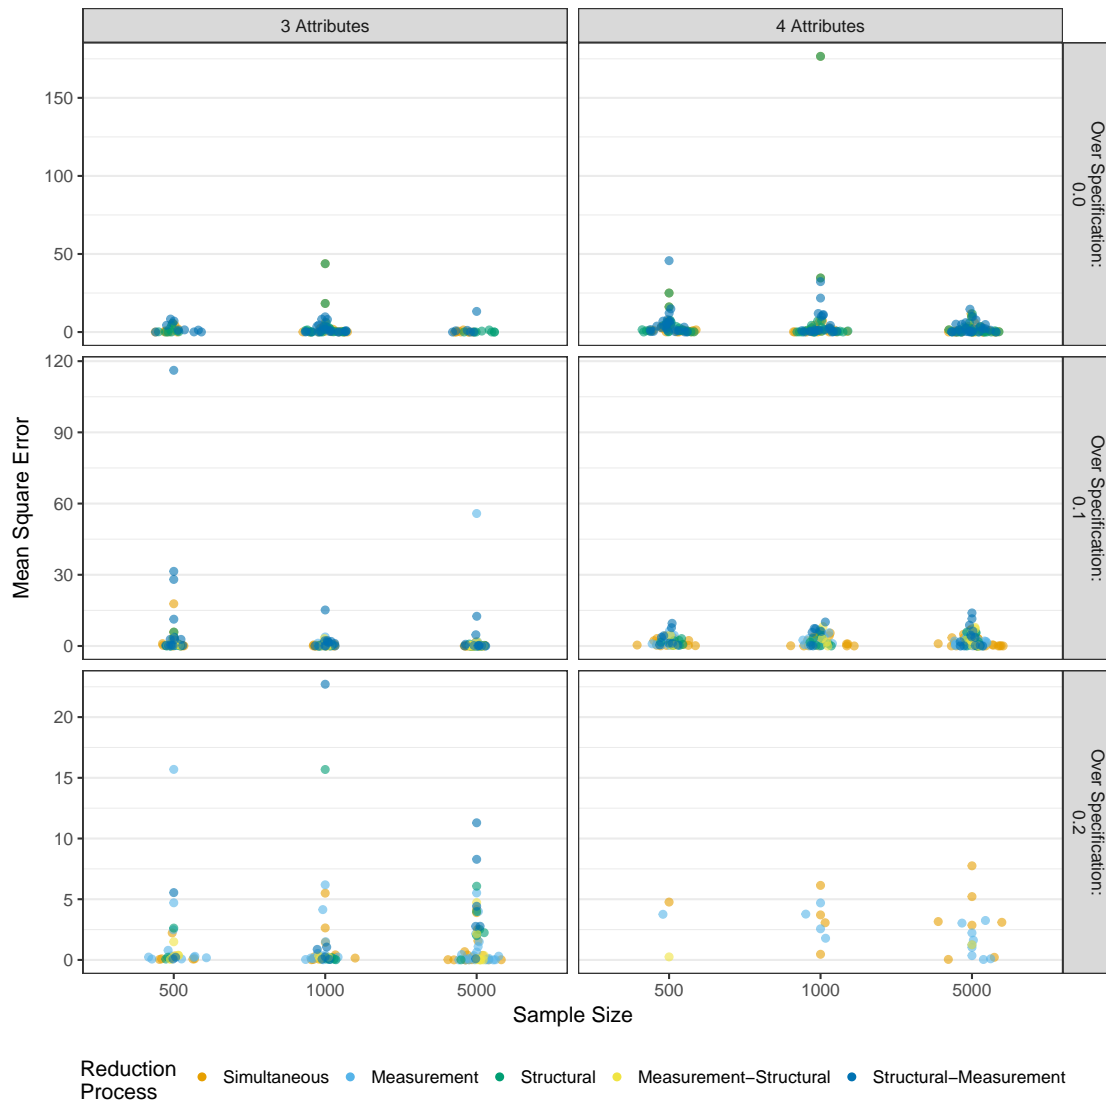 3 Attributes
4 Attributes
Mean Square Error
150
100
50
0
Over Specification:
0.0
120
90
60
30
0
Over Specification:
0.1
20
15
10
5
0
Over Specification:
0.2
500
1000
5000
500
1000
5000
Sample Size
Reduction
Process
Simultaneous
Measurement
Structural
Measurement−Structural
Structural−Measurement